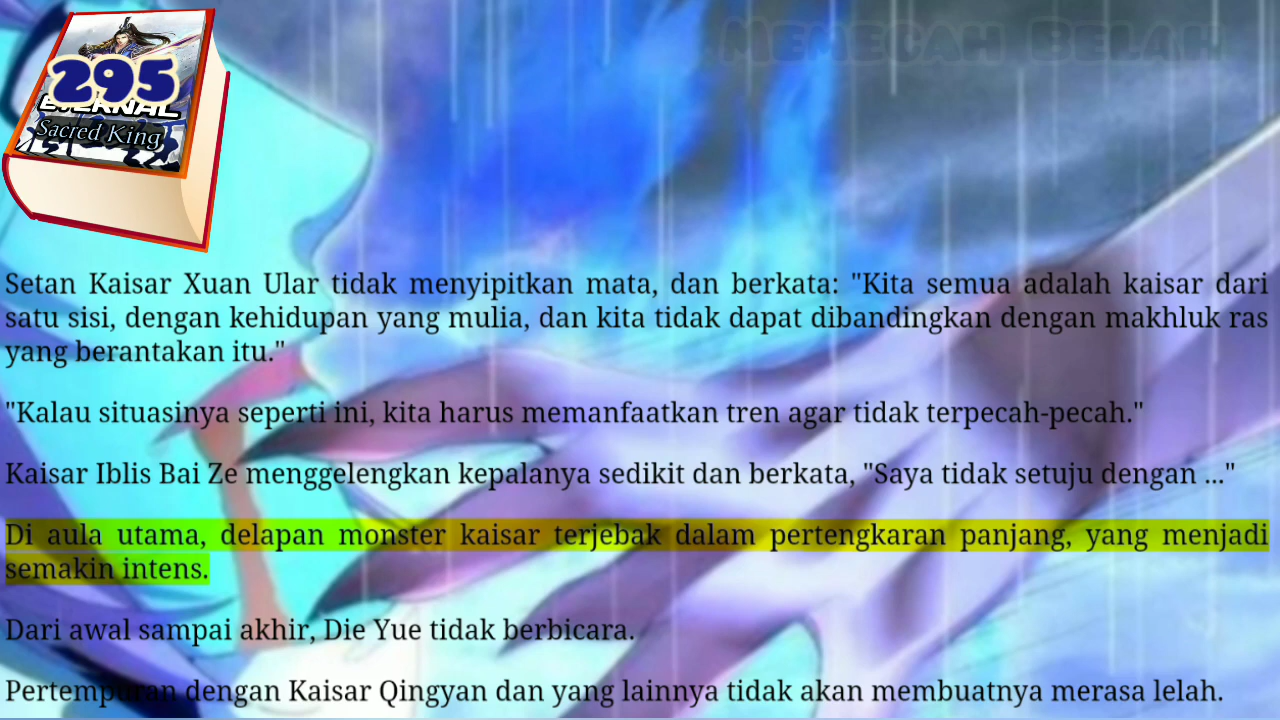 MEMECAH BELAH
295
ETERNAL
Sacred King
Setan Kaisar Xuan Ular tidak menyipitkan mata, dan berkata: "Kita semua adalah kaisar dari
satu sisi, dengan kehidupan yang mulia, dan kita tidak dapat dibandingkan dengan makhluk ras
yang berantakan itu."
"Kalau situasinya seperti ini, kita harus memanfaatkan tren agar tidak terpecah-pecah."
Kaisar Iblis Bai Ze menggelengkan kepalanya sedikit dan berkata, "Saya tidak setuju dengan ..."
Di aula utama, delapan monster kaisar terjebak dalam pertengkaran panjang, yang menjadi
semakin intens.
Dari awal sampai akhir, Die Yue tidak berbicara.
Pertempuran dengan Kaisar Qingyan dan yang lainnya tidak akan membuatnya merasa lelah.